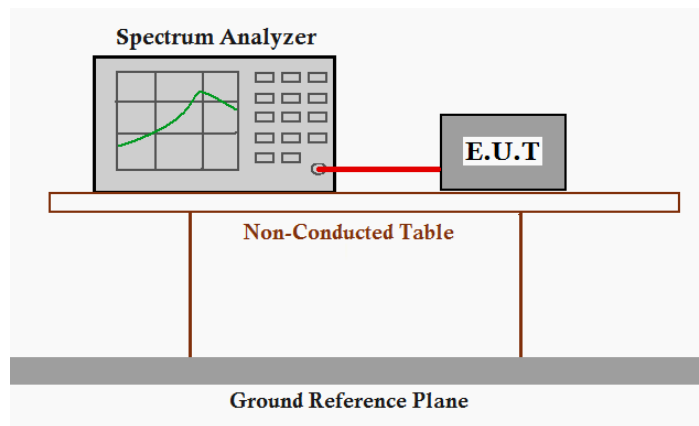 Spectrum Analyzer
E.U.T
Non-Conducted Table
Ground Reference Plane